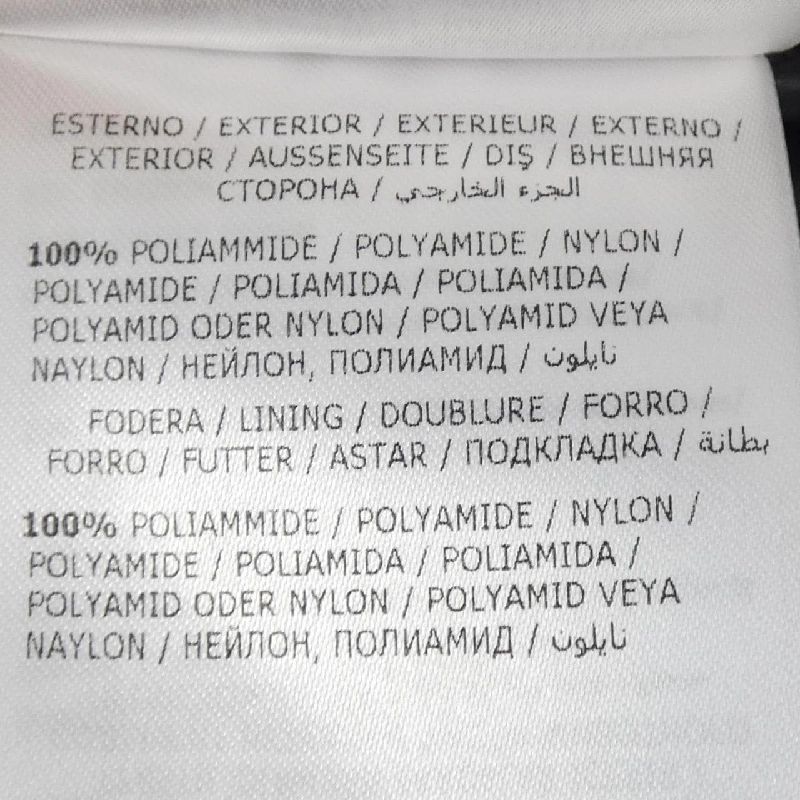 ESTERNO / EXTERIOR / EXTERIEUR / EXTERNO /
EXTERIOR / AUSSENSEITE / DIŞ / ВНЕШНЯЯ
СТОРОНА / الجزء الخارجي
100% POLIAMMIDE / POLYAMIDE / NYLON /
POLYAMIDE / POLIAMIDA / POLIAMIDA /
POLYAMID ODER NYLON / POLYAMID VEYA
NAYLON / НЕЙЛОН, ПОЛИАМИД / نايلون
FODERA / LINING / DOUBLURE / FORRO /
FORRO / FUTTER / ASTAR / ПОДКЛАДКА / بطانة
100% POLIAMMIDE / POLYAMIDE / NYLON /
POLYAMIDE / POLIAMIDA / POLIAMIDA /
POLYAMID ODER NYLON / POLYAMID VEYA
NAYLON / НЕЙЛОН, ПОЛИАМИД / نايلون